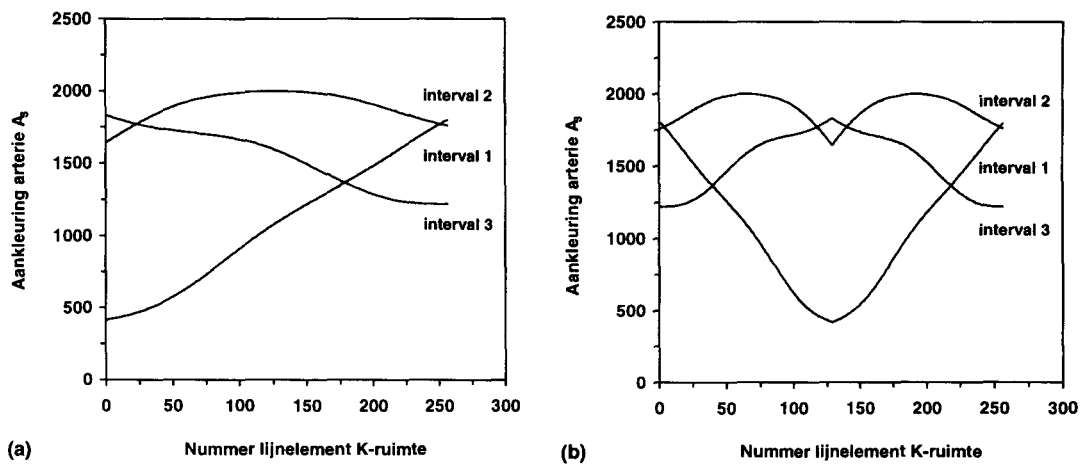 2500
2000
1500
1000
500
0
Aankleuring arterie As
interval 2
interval 1
interval 3
0 50 100 150 200 250 300
(a) Nummer lijnelement K-ruimte
2500
2000
1500
1000
500
0
Aankleuring arterie As
interval 2
interval 1
interval 3
0 50 100 150 200 250 300
(b) Nummer lijnelement K-ruimte